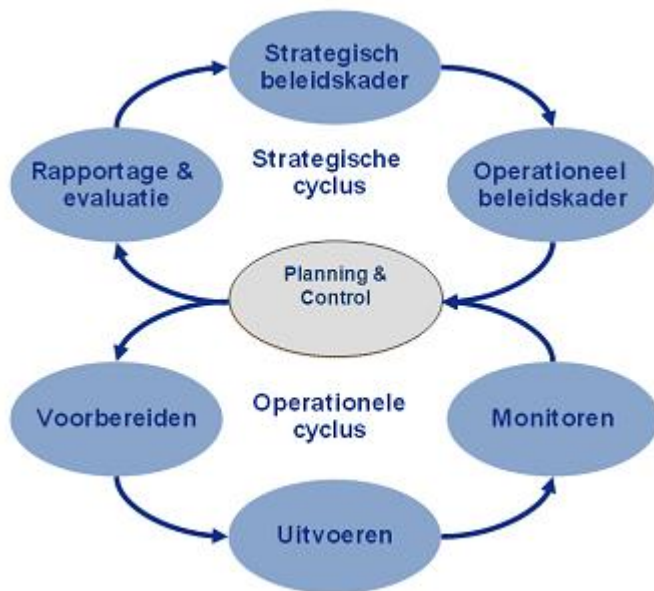 Strategisch
beleidskader
Rapportage &
evaluatie
Strategische
cyclus
Operationeel
beleidskader
Planning &
Control
Voorbereiden
Operationele
cyclus
Monitoren
Uitvoeren